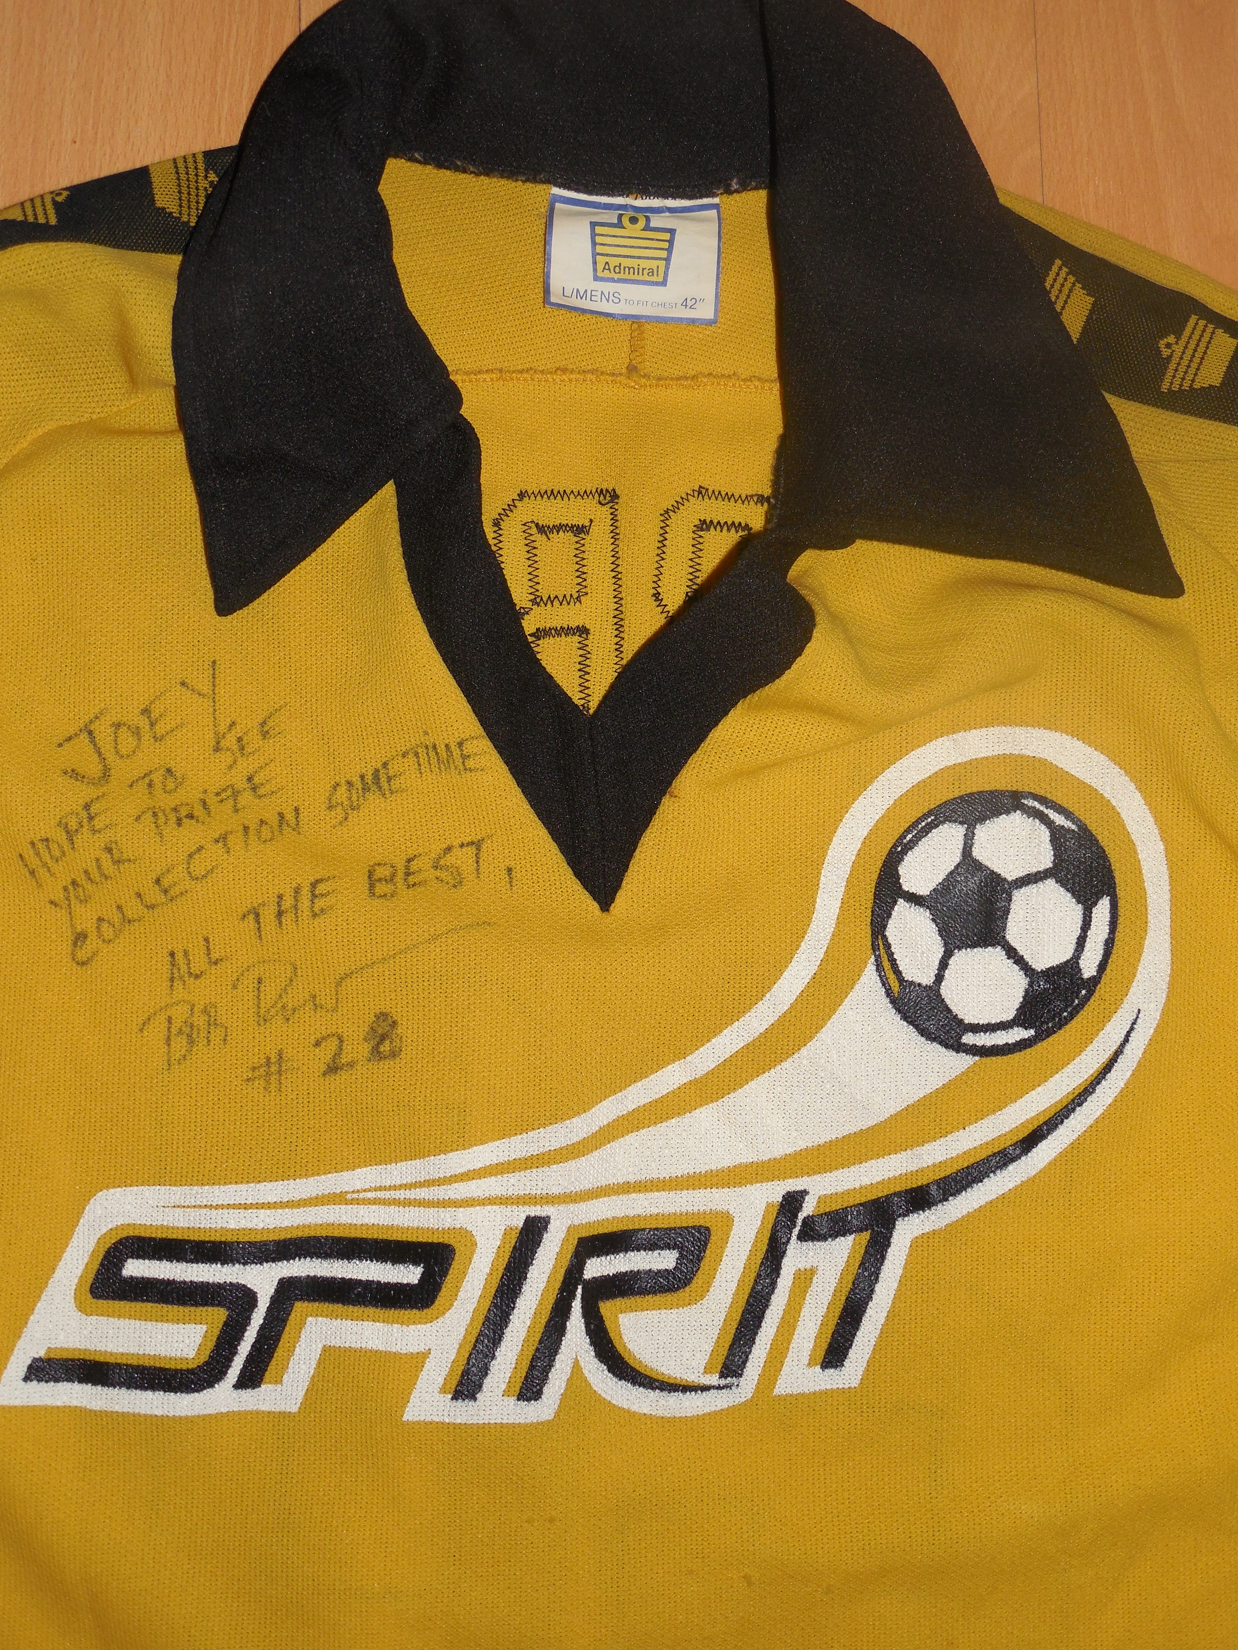 Admiral
L/MENS TO FIT CHEST 42"
JOEY
HOPE TO SEE
YOUR PRIZE
COLLECTION SOMETIME
ALL THE BEST,
BOB
#28
SPIRIT